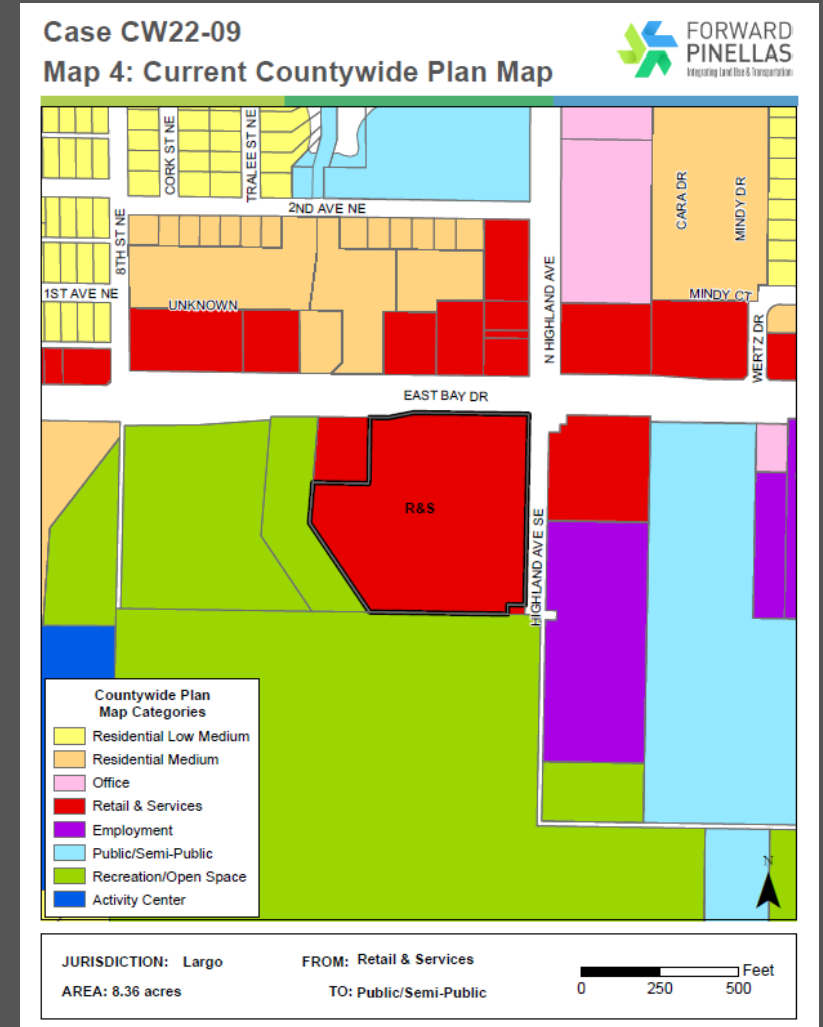 Case CW22-09
Map 4: Current Countywide Plan Map
FORWARD
PINELLAS
Integrating Land Use & Transportation
CORK ST NE
TRALEE ST NE
8TH ST NE
2ND AVE NE
CARA DR
MINDY DR
1ST AVE NE
UNKNOWN
N HIGHLAND AVE
MINDY CT
WERTZ DR
EAST BAY DR
R&S
HIGHLAND AVE SE
Countywide Plan
Map Categories
Residential Low Medium
Residential Medium
Office
Retail & Services
Employment
Public/Semi-Public
Recreation/Open Space
Activity Center
N
JURISDICTION: Largo
FROM: Retail & Services
AREA: 8.36 acres
TO: Public/Semi-Public
Feet
0 250 500